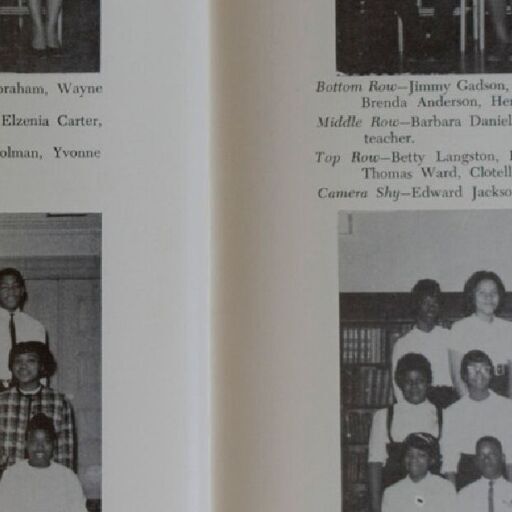 braham, Wayne
Elzenia Carter,
olman, Yvonne
Bottom Row—Jimmy Gadson,
Brenda Anderson, Her
Middle Row—Barbara Daniel
teacher.
Top Row—Betty Langston,
Thomas Ward, Clotell
Camera Shy—Edward Jackso